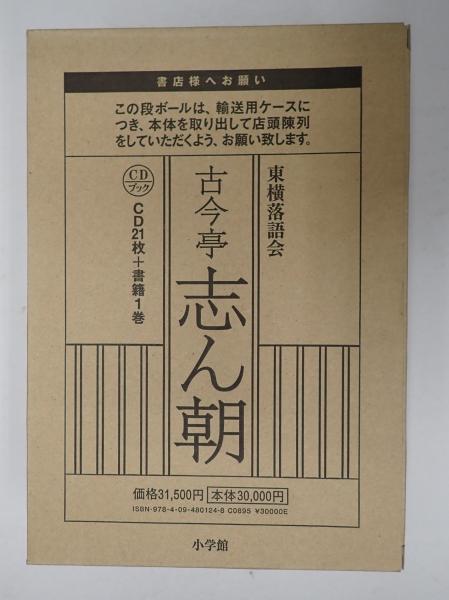 書店様へお願い
この段ボールは、輸送用ケースに
つき、本体を取り出して店頭陳列
をしていただくよう、お願い致します。
東横落語会
古今亭志ん朝
CD
ブック
CD21枚＋書籍1巻
価格31,500円 本体30,000円
ISBN-978-4-09-480124-8 C0895 ¥30000E
小学館